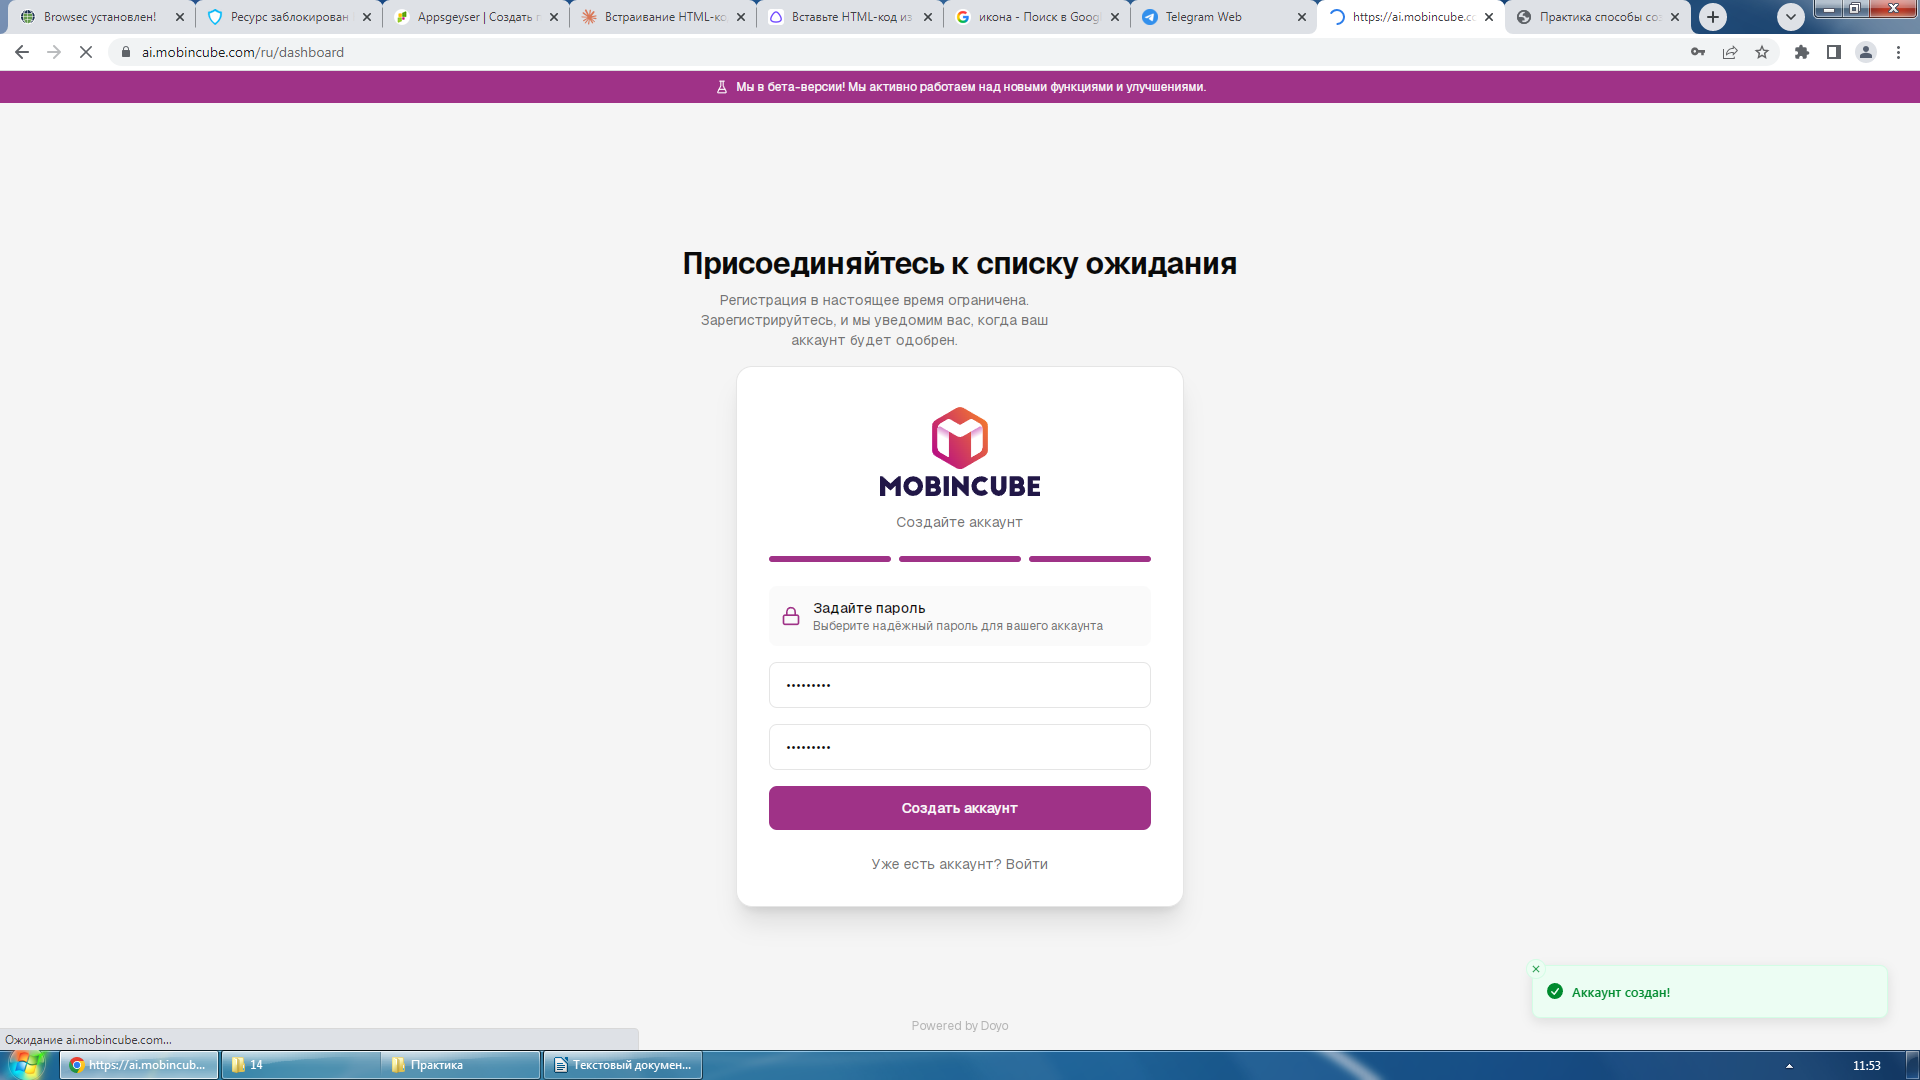 Browsec установлен!
Ресурс заблокирован
Appsgeyser | Создать
Встраивание HTML-ко
Вставьте HTML-код из
икона - Поиск в Goog
Telegram Web
https://ai.mobincube.co
Практика способы со
ai.mobincube.com/ru/dashboard
Мы в бета-версии! Мы активно работаем над новыми функциями и улучшениями.
Присоединяйтесь к списку ожидания
Регистрация в настоящее время ограничена.
Зарегистрируйтесь, и мы уведомим вас, когда ваш
аккаунт будет одобрен.
MOBINCUBE
Создайте аккаунт
Задайте пароль
Выберите надёжный пароль для вашего аккаунта
•••••••••
•••••••••
Создать аккаунт
Уже есть аккаунт? Войти
Аккаунт создан!
Powered by Doyo
Ожидание ai.mobincube.com...
https://ai.mobincub...
14
Практика
Текстовый докумен...
11:53